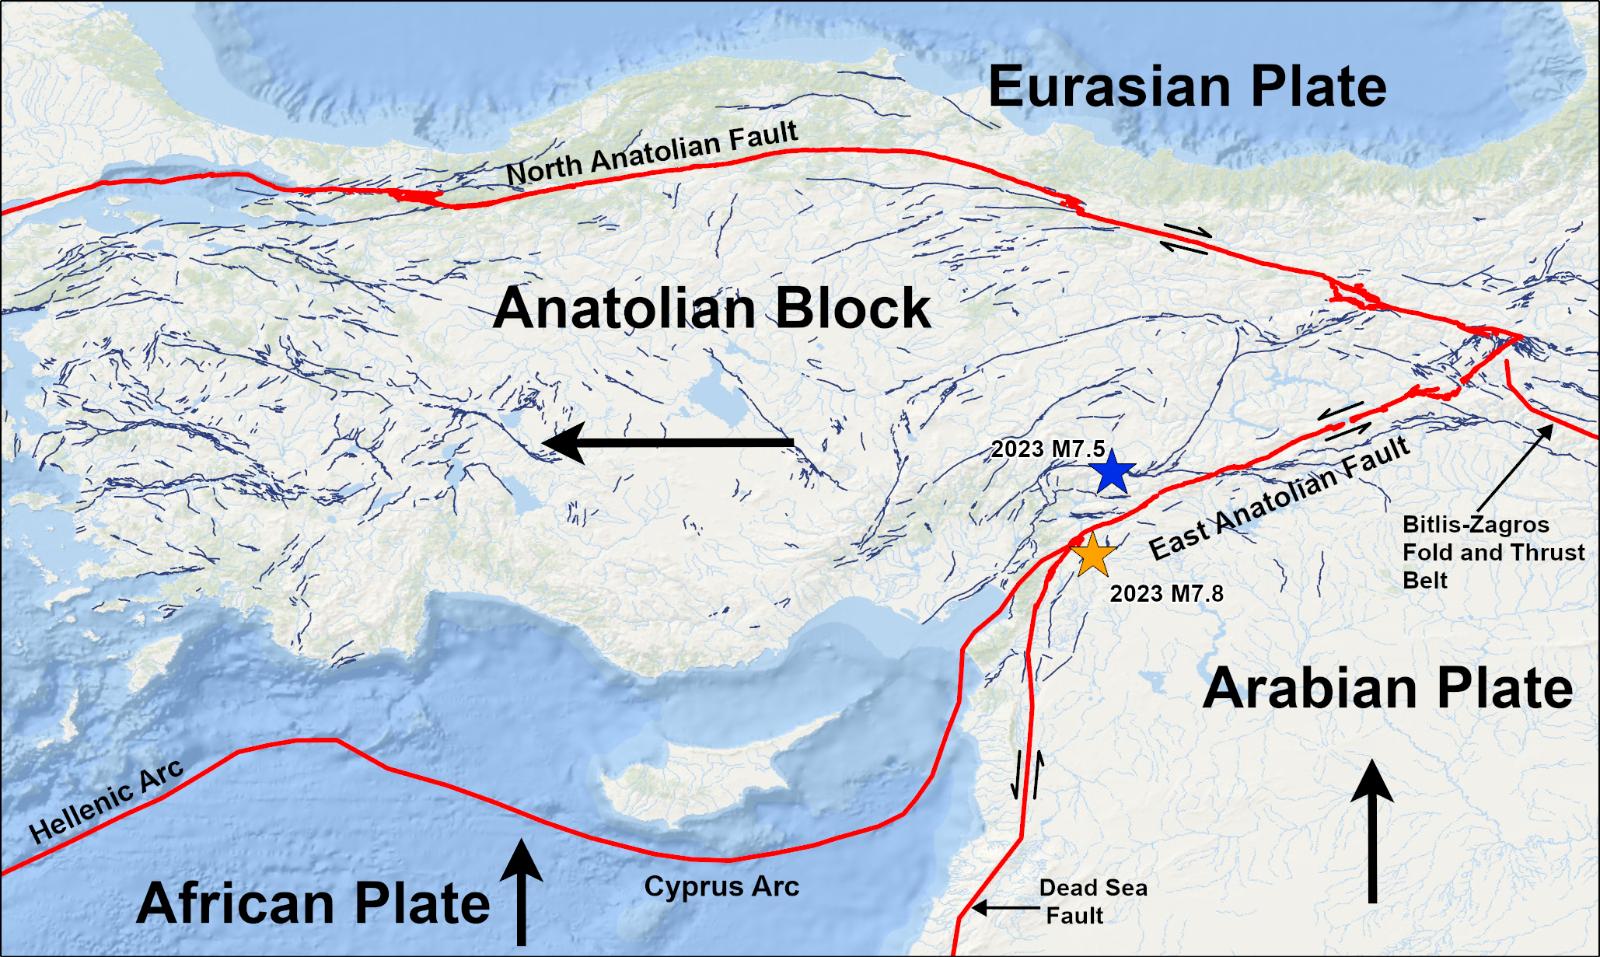 Eurasian Plate
North Anatolian Fault
Anatolian Block
2023 M7.5
East Anatolian Fault
Bitlis-Zagros
Fold and Thrust
Belt
2023 M7.8
Arabian Plate
Hellenic Arc
African Plate
Cyprus Arc
Dead Sea
Fault